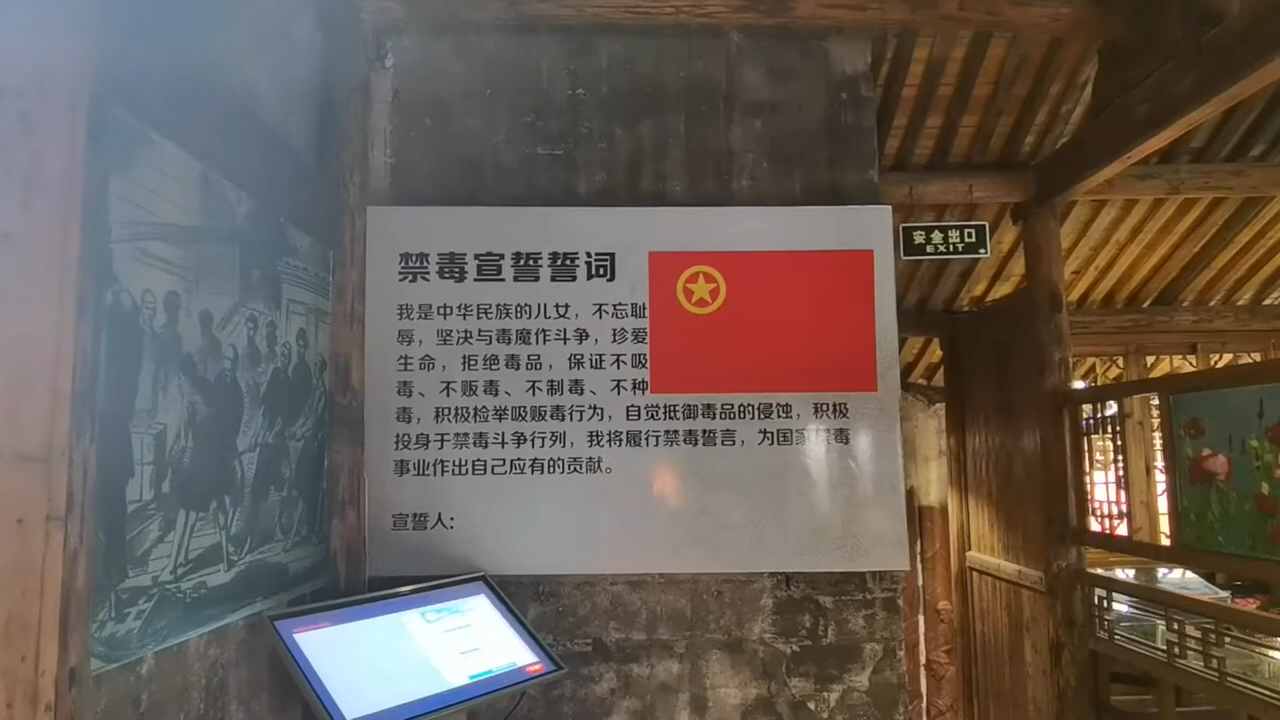 禁毒宣誓誓词
我是中华民族的儿女，不忘耻
辱，坚决与毒魔作斗争，珍爱
生命，拒绝毒品，保证不吸
毒、不贩毒、不制毒、不种
毒，积极检举吸贩毒行为，自觉抵御毒品的侵蚀，积极
投身于禁毒斗争行列，我将履行禁毒誓言，为国家禁毒
事业作出自己应有的贡献。
宣誓人:
安全出口
EXIT